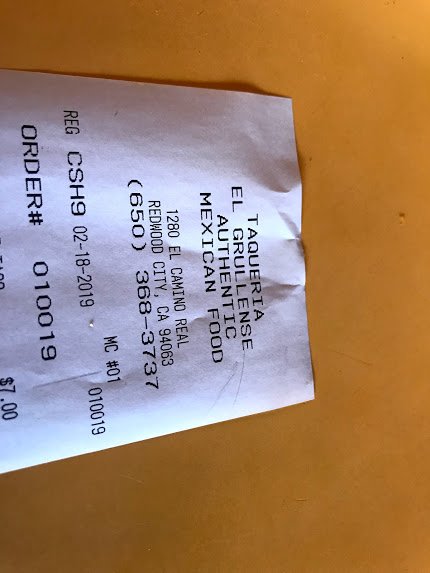 TAQUERIA
EL GRULLENSE
AUTHENTIC
MEXICAN FOOD
1280 EL CAMINO REAL
REDWOOD CITY, CA 94063
(650) 368-3737
MC #01
REG CSH9 02-18-2019 010019
ORDER# 010019
TACO $7.00